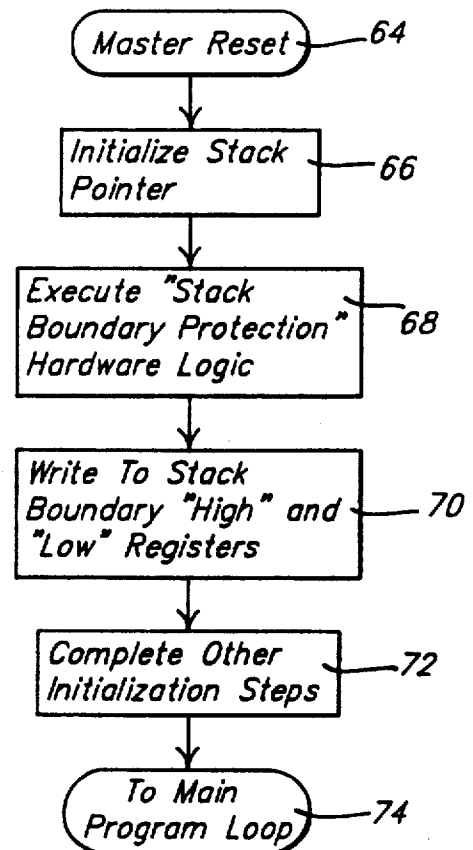 Master Reset
64
Initialize Stack
Pointer
66
Execute "Stack
Boundary Protection"
Hardware Logic
68
Write To Stack
Boundary "High" and
"Low" Registers
70
Complete Other
Initialization Steps
72
To Main
Program Loop
74